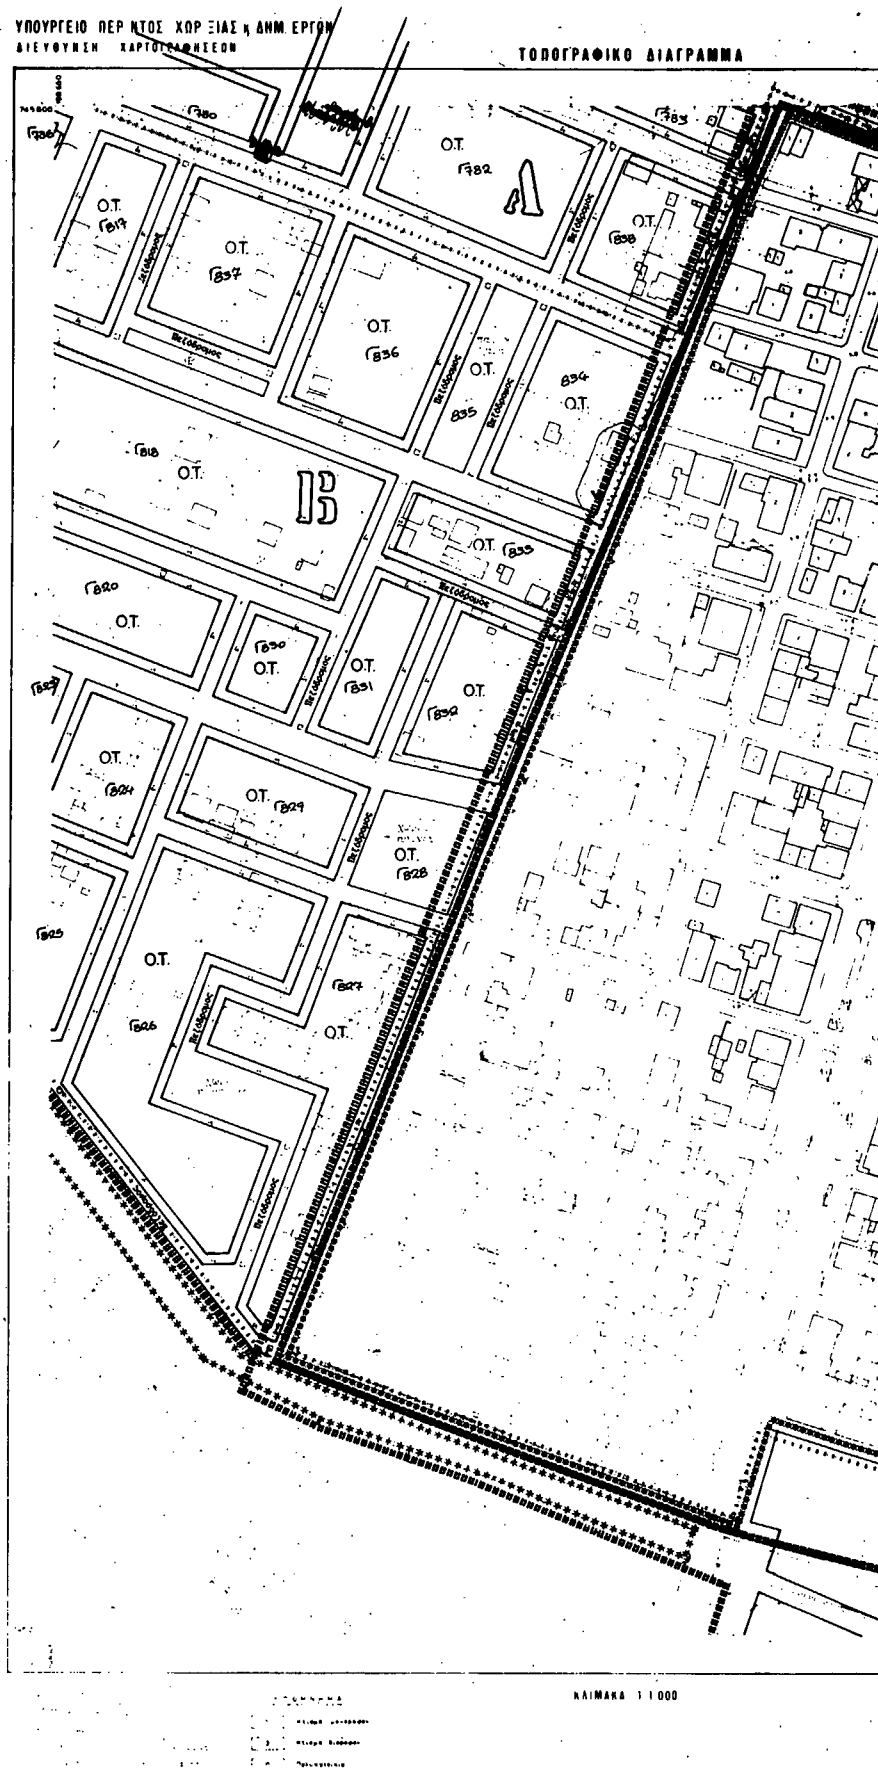 ΥΠΟΥΡΓΕΙΟ ΠΕΡ ΝΤΟΣ ΧΩΡ ΞΙΑΣ & ΔΗΜ. ΕΡΓΩΝ
ΔΙΕΥΘΥΝΣΗ ΧΑΡΤΟΓΡΑΦΗΣΕΩΝ
ΤΟΠΟΓΡΑΦΙΚΟ ΔΙΑΓΡΑΜΜΑ
Γ780
Γ783
Γ786
Ο.Τ.
Γ782
Α
Ο.Τ.
Γ817
Πεζόδρομος
Ο.Τ.
Γ837
Πεζόδρομος
Ο.Τ.
Γ838
Ο.Τ.
Γ836
Πεζόδρομος
Πεζόδρομος
Ο.Τ.
835
Πεζόδρομος
834
Ο.Τ.
Γ818
Ο.Τ.
Β
Ο.Τ. Γ833
Πεζόδρομος
Γ820
Ο.Τ.
Γ830
Ο.Τ.
Πεζόδρομος
Ο.Τ.
Γ831
Ο.Τ.
Γ832
Ο.Τ.
Γ824
Ο.Τ. Γ829
Πεζόδρομος
Ο.Τ.
Γ828
Γ825
Ο.Τ.
Γ826
Πεζόδρομος
Γ827
Ο.Τ.
Πεζόδρομος
Πεζόδρομος
ΚΛΙΜΑΚΑ 1 1000